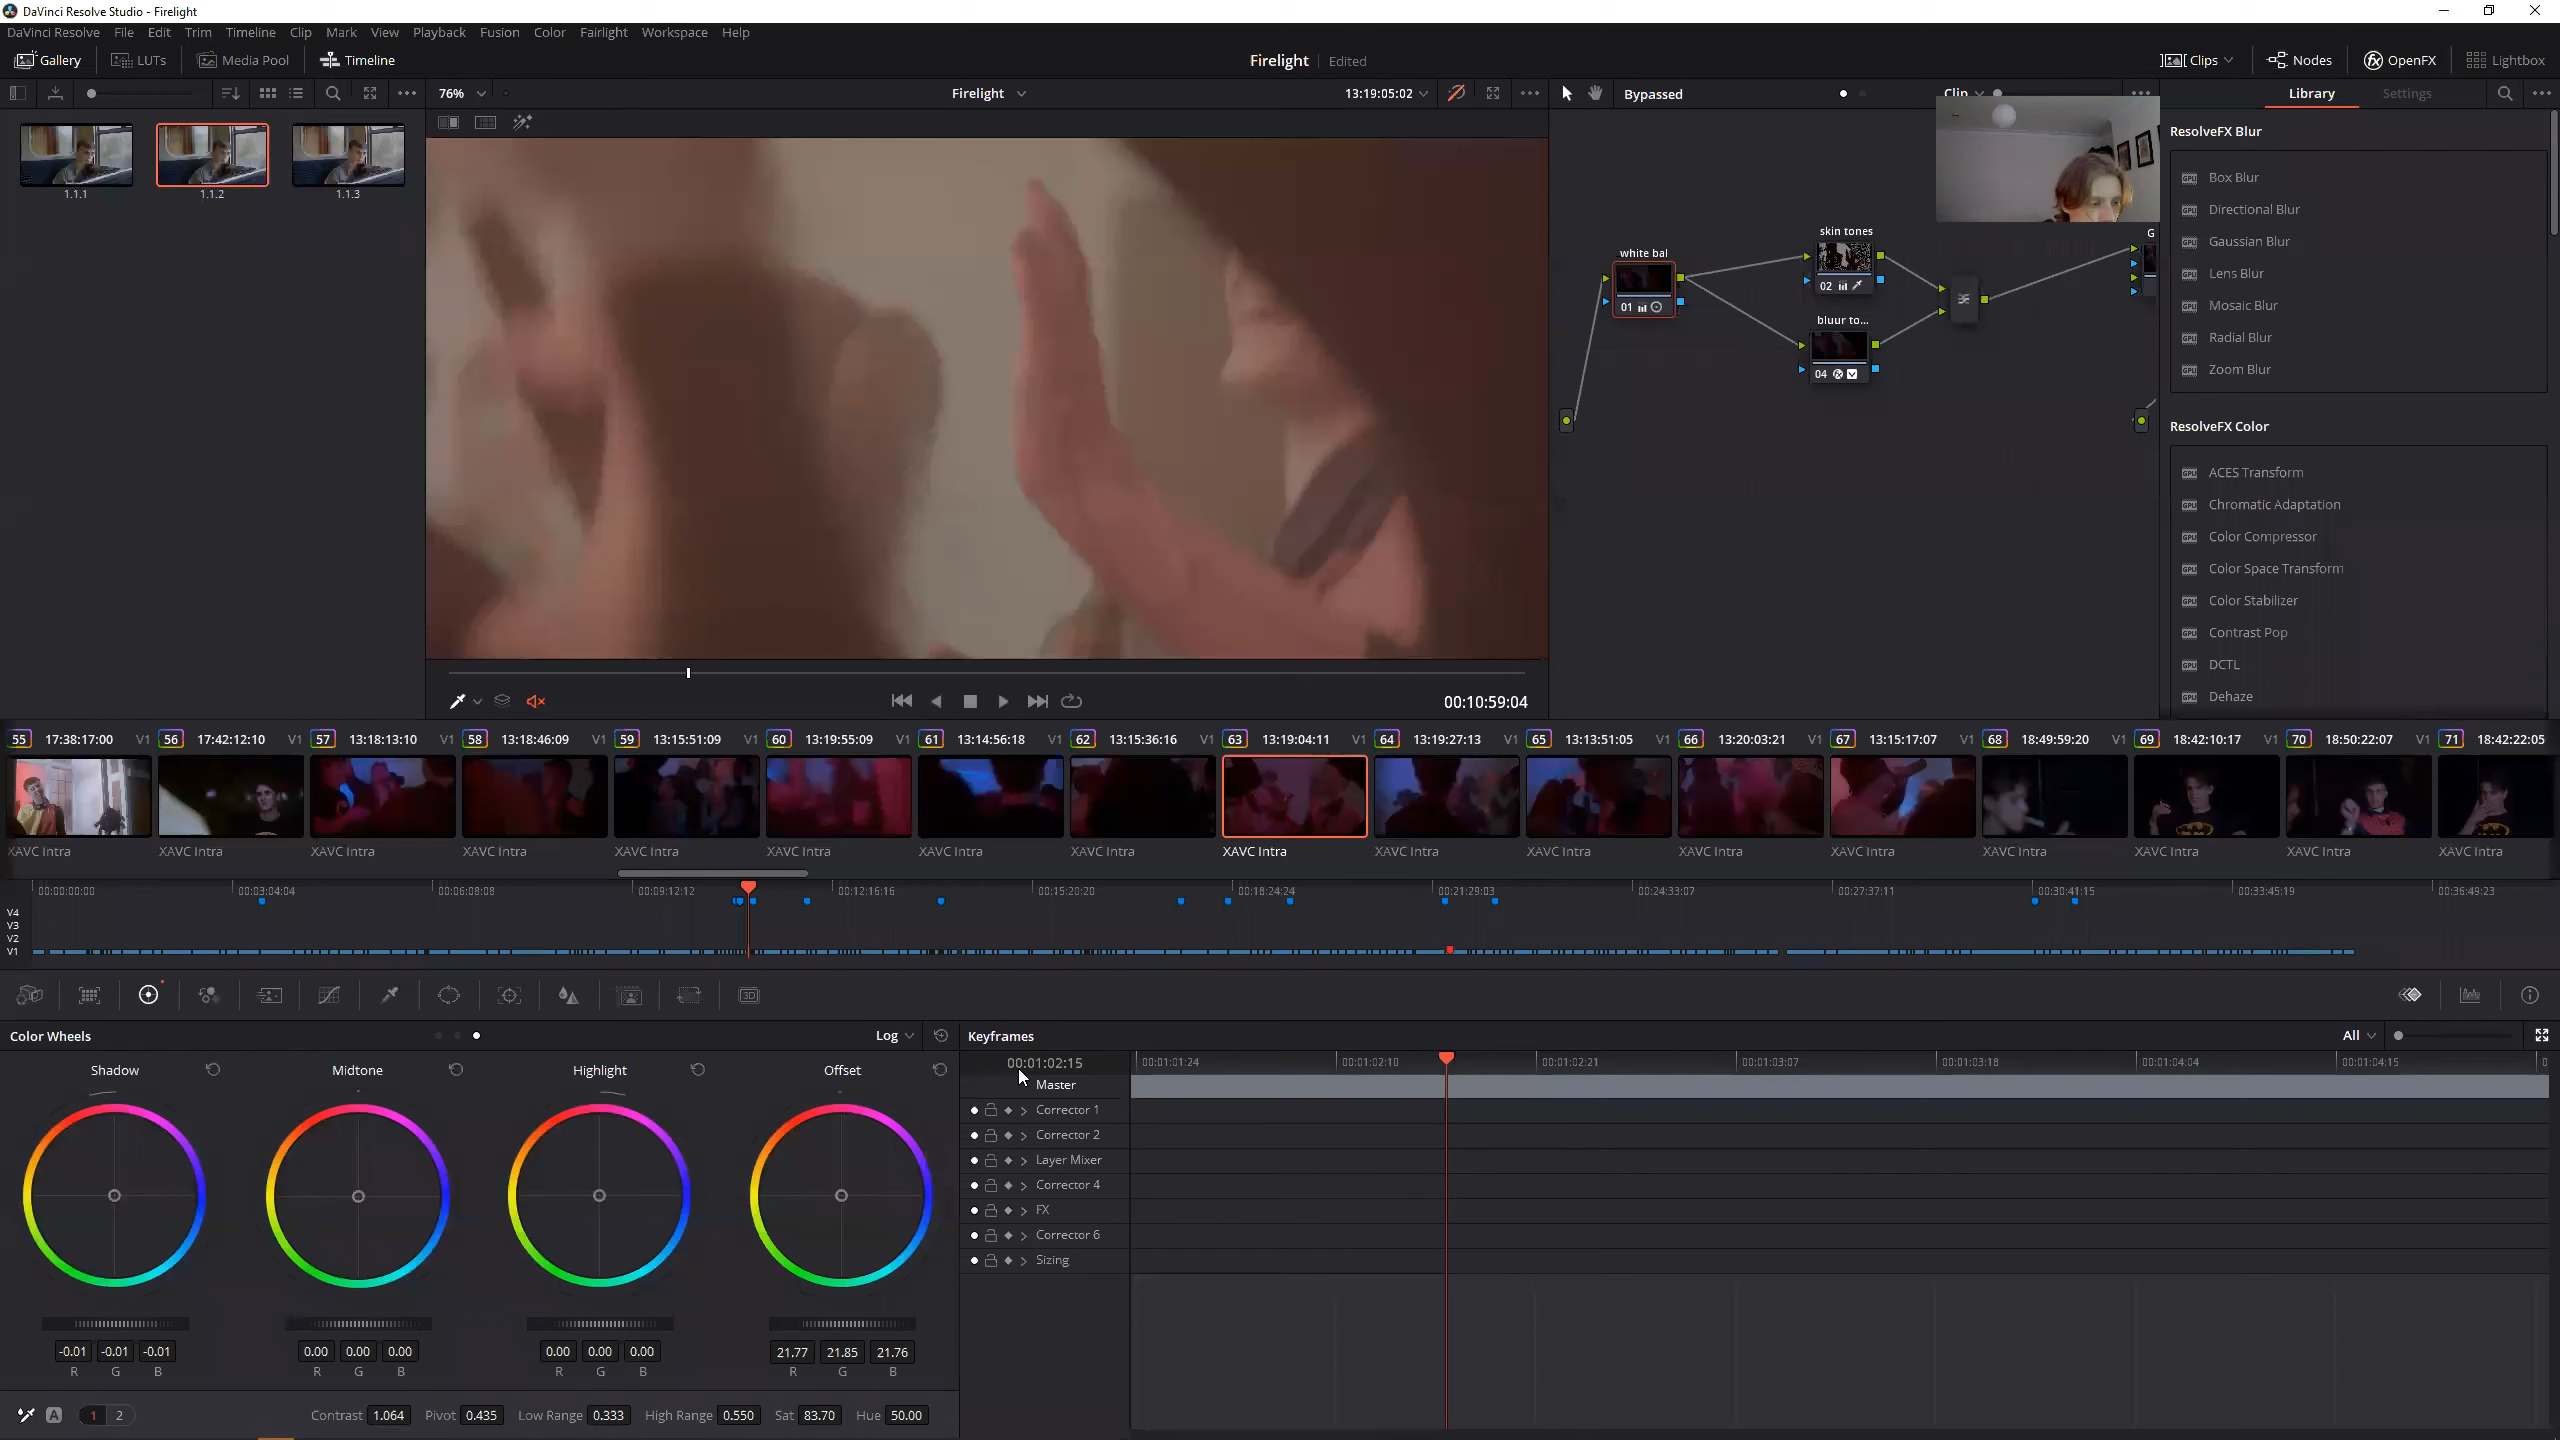 DaVinci Resolve Studio - Firelight
DaVinci Resolve File Edit Trim Timeline Clip Mark View Playback Fusion Color Fairlight Workspace Help
Gallery LUTs Media Pool Timeline Firelight Edited Clips Nodes OpenFX Lightbox
76% Firelight 13:19:05:02 Bypassed Clip Library Settings
1.1.1 1.1.2 1.1.3
white bal
01
skin tones
02
bluur to...
04
G
ResolveFX Blur
Box Blur
Directional Blur
Gaussian Blur
Lens Blur
Mosaic Blur
Radial Blur
Zoom Blur
ResolveFX Color
ACES Transform
Chromatic Adaptation
Color Compressor
Color Space Transform
Color Stabilizer
Contrast Pop
DCTL
Dehaze
00:10:59:04
55 17:38:17:00 V1 56 17:42:12:10 V1 57 13:18:13:10 V1 58 13:18:46:09 V1 59 13:15:51:09 V1 60 13:19:55:09 V1 61 13:14:56:18 V1 62 13:15:36:16 V1 63 13:19:04:11 V1 64 13:19:27:13 V1 65 13:13:51:05 V1 66 13:20:03:21 V1 67 13:15:17:07 V1 68 18:49:59:20 V1 69 18:42:10:17 V1 70 18:50:22:07 V1 71 18:42:22:05
XAVC Intra XAVC Intra XAVC Intra XAVC Intra XAVC Intra XAVC Intra XAVC Intra XAVC Intra XAVC Intra XAVC Intra XAVC Intra XAVC Intra XAVC Intra XAVC Intra XAVC Intra XAVC Intra XAVC Intra
00:00:00:00 00:03:04:04 00:06:08:08 00:09:12:12 00:12:16:16 00:15:20:20 00:18:24:24 00:21:29:03 00:24:33:07 00:27:37:11 00:30:41:15 00:33:45:19 00:36:49:23
V4
V3
V2
V1
3D
Color Wheels Log Keyframes All
00:01:02:15 00:01:01:24 00:01:02:10 00:01:02:21 00:01:03:07 00:01:03:18 00:01:04:04 00:01:04:15
Shadow Midtone Highlight Offset
Master
Corrector 1
Corrector 2
Layer Mixer
Corrector 4
FX
Corrector 6
Sizing
-0.01 -0.01 -0.01 0.00 0.00 0.00 0.00 0.00 0.00 21.77 21.85 21.76
R G B R G B R G B R G B
A 1 2 Contrast 1.064 Pivot 0.435 Low Range 0.333 High Range 0.550 Sat 83.70 Hue 50.00